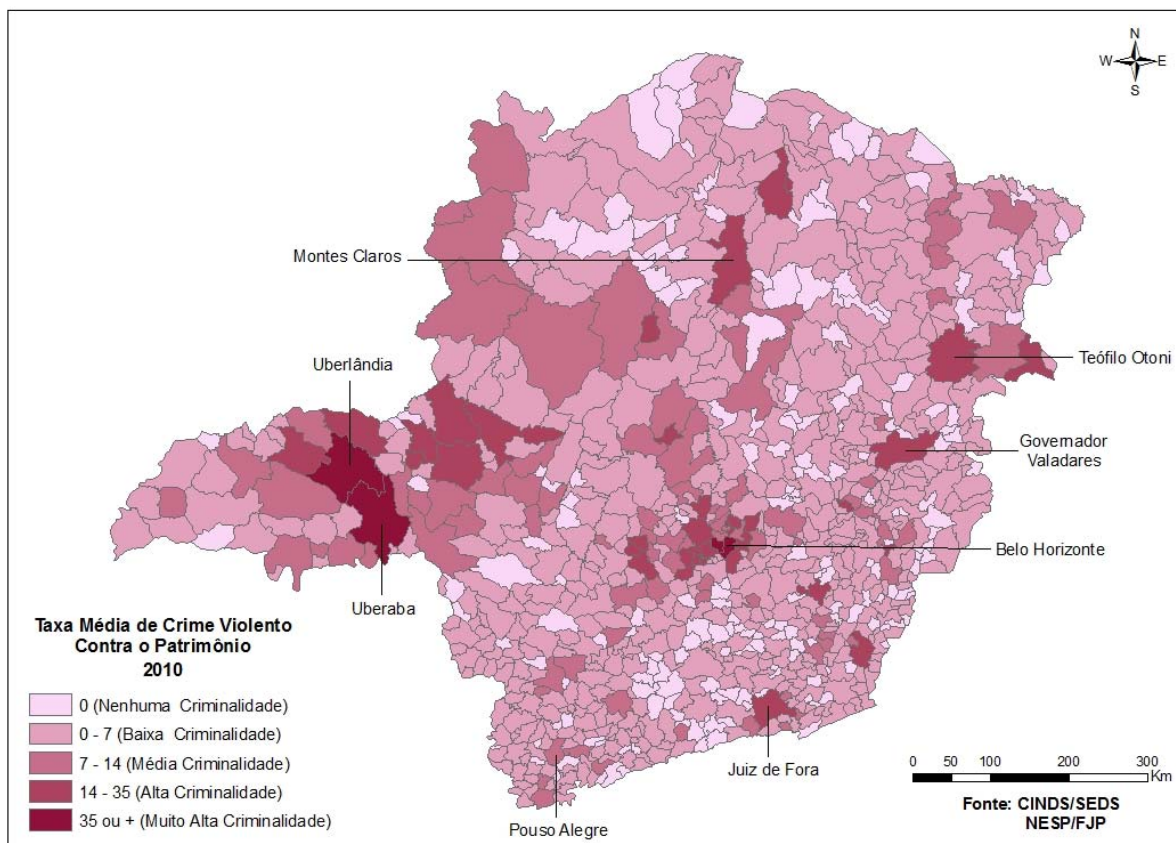 N
W E
S
Montes Claros
Uberlândia
Teófilo Otoni
Governador
Valadares
Belo Horizonte
Uberaba
Taxa Média de Crime Violento
Contra o Patrimônio
2010
0 (Nenhuma Criminalidade)
0 - 7 (Baixa Criminalidade)
7 - 14 (Média Criminalidade)
14 - 35 (Alta Criminalidade)
35 ou + (Muito Alta Criminalidade)
Juiz de Fora
Pouso Alegre
0 50 100 200 300
Km
Fonte: CINDS/SEDS
NESP/FJP